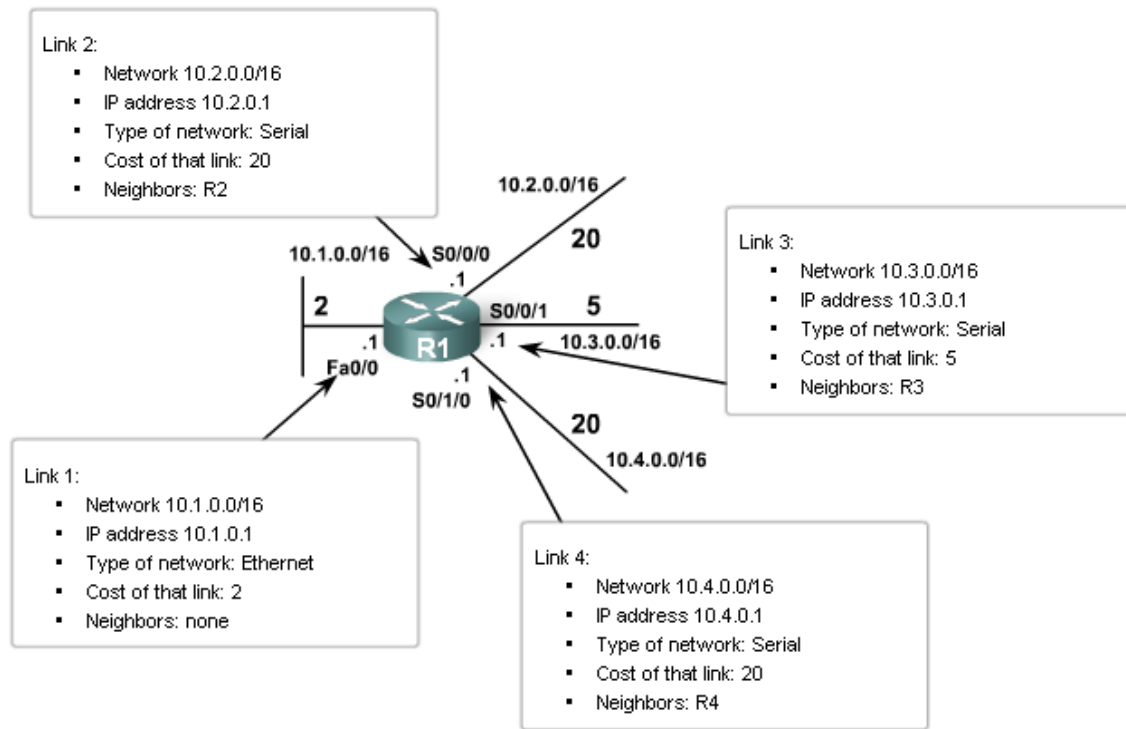 Link 2:
▪ Network 10.2.0.0/16
▪ IP address 10.2.0.1
▪ Type of network: Serial
▪ Cost of that link: 20
▪ Neighbors: R2
10.2.0.0/16
20
10.1.0.0/16
S0/0/0
.1
2
S0/0/1
5
.1
R1
.1
10.3.0.0/16
Fa0/0
.1
S0/1/0
20
10.4.0.0/16
Link 3:
▪ Network 10.3.0.0/16
▪ IP address 10.3.0.1
▪ Type of network: Serial
▪ Cost of that link: 5
▪ Neighbors: R3
Link 1:
▪ Network 10.1.0.0/16
▪ IP address 10.1.0.1
▪ Type of network: Ethernet
▪ Cost of that link: 2
▪ Neighbors: none
Link 4:
▪ Network 10.4.0.0/16
▪ IP address 10.4.0.1
▪ Type of network: Serial
▪ Cost of that link: 20
▪ Neighbors: R4